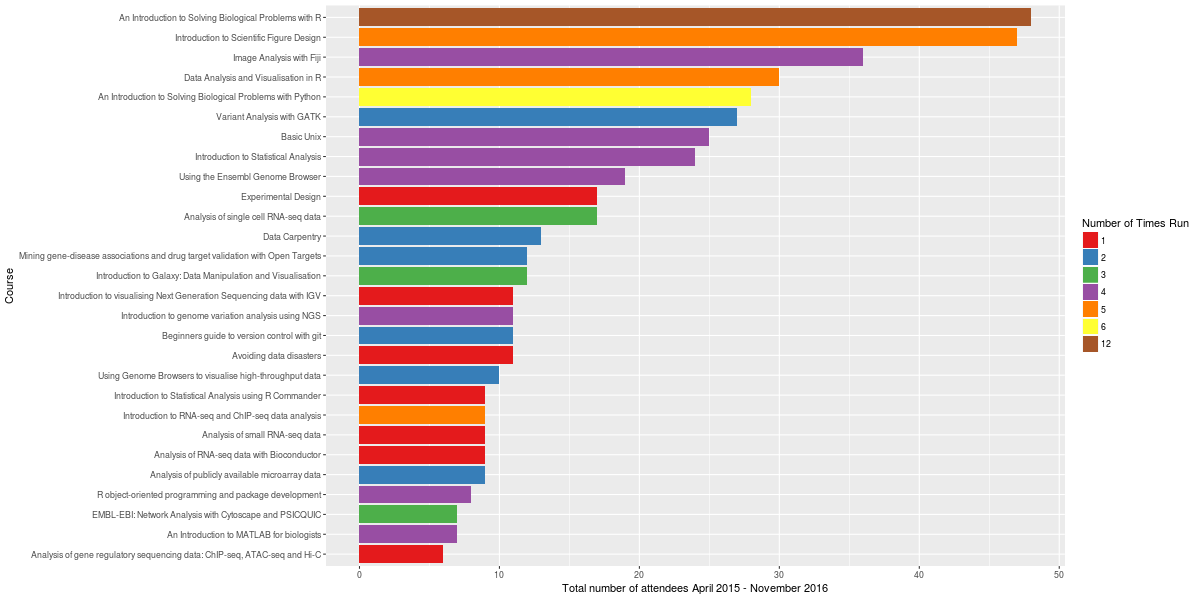 An Introduction to Solving Biological Problems with R
Introduction to Scientific Figure Design
Image Analysis with Fiji
Data Analysis and Visualisation in R
An Introduction to Solving Biological Problems with Python
Variant Analysis with GATK
Basic Unix
Introduction to Statistical Analysis
Using the Ensembl Genome Browser
Experimental Design
Analysis of single cell RNA-seq data
Data Carpentry
Mining gene-disease associations and drug target validation with Open Targets
Introduction to Galaxy: Data Manipulation and Visualisation
Introduction to visualising Next Generation Sequencing data with IGV
Introduction to genome variation analysis using NGS
Beginners guide to version control with git
Avoiding data disasters
Using Genome Browsers to visualise high-throughput data
Introduction to Statistical Analysis using R Commander
Introduction to RNA-seq and ChIP-seq data analysis
Analysis of small RNA-seq data
Analysis of RNA-seq data with Bioconductor
Analysis of publicly available microarray data
R object-oriented programming and package development
EMBL-EBI: Network Analysis with Cytoscape and PSICQUIC
An Introduction to MATLAB for biologists
Analysis of gene regulatory sequencing data: ChIP-seq, ATAC-seq and Hi-C
Course
0 10 20 30 40 50
Total number of attendees April 2015 - November 2016
Number of Times Run
1
2
3
4
5
6
12